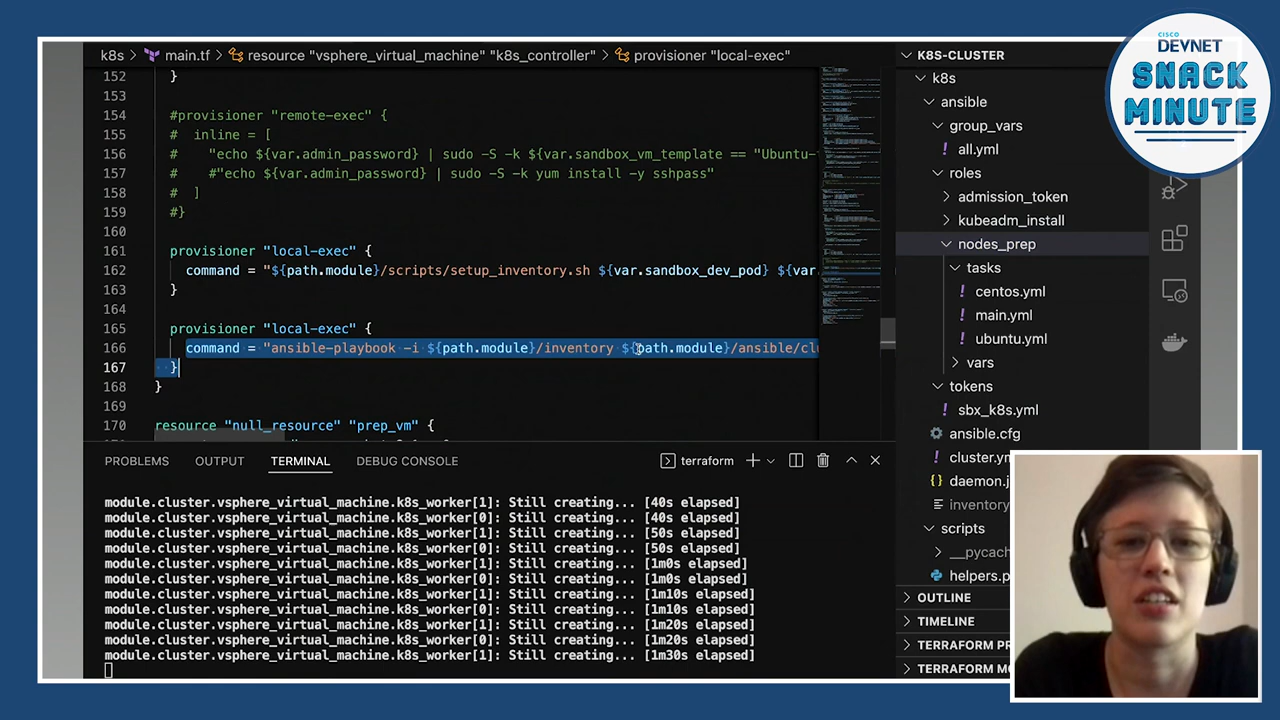 k8s > main.tf > resource "vsphere_virtual_machine" "k8s_controller" > provisioner "local-exec"
152 }
153
154 #provisioner "remote-exec" {
155 # inline = [
156 ${var. sudo -S -k ${var. == "Ubuntu-
157 # ${var. sudo -S -k yum install -y sshpass"
158 # ]
159 #}
160
161 provisioner "local-exec" {
162 command = "${path.module} /setup_inventory.sh ${var.sandbox_dev_pod} ${var
163
164
165 provisioner "local-exec" {
166 command = "ansible-playbook -i ${path.module}/inventory ${path.module}/ansible/clu
167 }
168 }
169
170 resource "null_resource" "prep_vm" {
PROBLEMS OUTPUT TERMINAL DEBUG CONSOLE terraform
module.cluster.vsphere_virtual_machine.k8s_worker[1]: Still creating... [40s elapsed]
module.cluster.vsphere_virtual_machine.k8s_worker[0]: Still creating... [40s elapsed]
module.cluster.vsphere_virtual_machine.k8s_worker[1]: Still creating... [50s elapsed]
module.cluster.vsphere_virtual_machine.k8s_worker[0]: Still creating... [50s elapsed]
module.cluster.vsphere_virtual_machine.k8s_worker[1]: Still creating... [1m0s elapsed]
module.cluster.vsphere_virtual_machine.k8s_worker[0]: Still creating... [1m0s elapsed]
module.cluster.vsphere_virtual_machine.k8s_worker[1]: Still creating... [1m10s elapsed]
module.cluster.vsphere_virtual_machine.k8s_worker[0]: Still creating... [1m10s elapsed]
module.cluster.vsphere_virtual_machine.k8s_worker[1]: Still creating... [1m20s elapsed]
module.cluster.vsphere_virtual_machine.k8s_worker[0]: Still creating... [1m20s elapsed]
module.cluster.vsphere_virtual_machine.k8s_worker[1]: Still creating... [1m30s elapsed]
K8S-CLUSTER
k8s
ansible
group_vars
all.yml
roles
admission_token
kubeadm_install
nodes_prep
tasks
centos.yml
main.yml
ubuntu.yml
vars
tokens
sbx_k8s.yml
ansible.cfg
cluster.ym
daemon.j
inventory
scripts
__pycach
helpers.p
OUTLINE
TIMELINE
TERRAFORM PR
TERRAFORM M
CISCO
DEVNET
SNACK
MINUTE